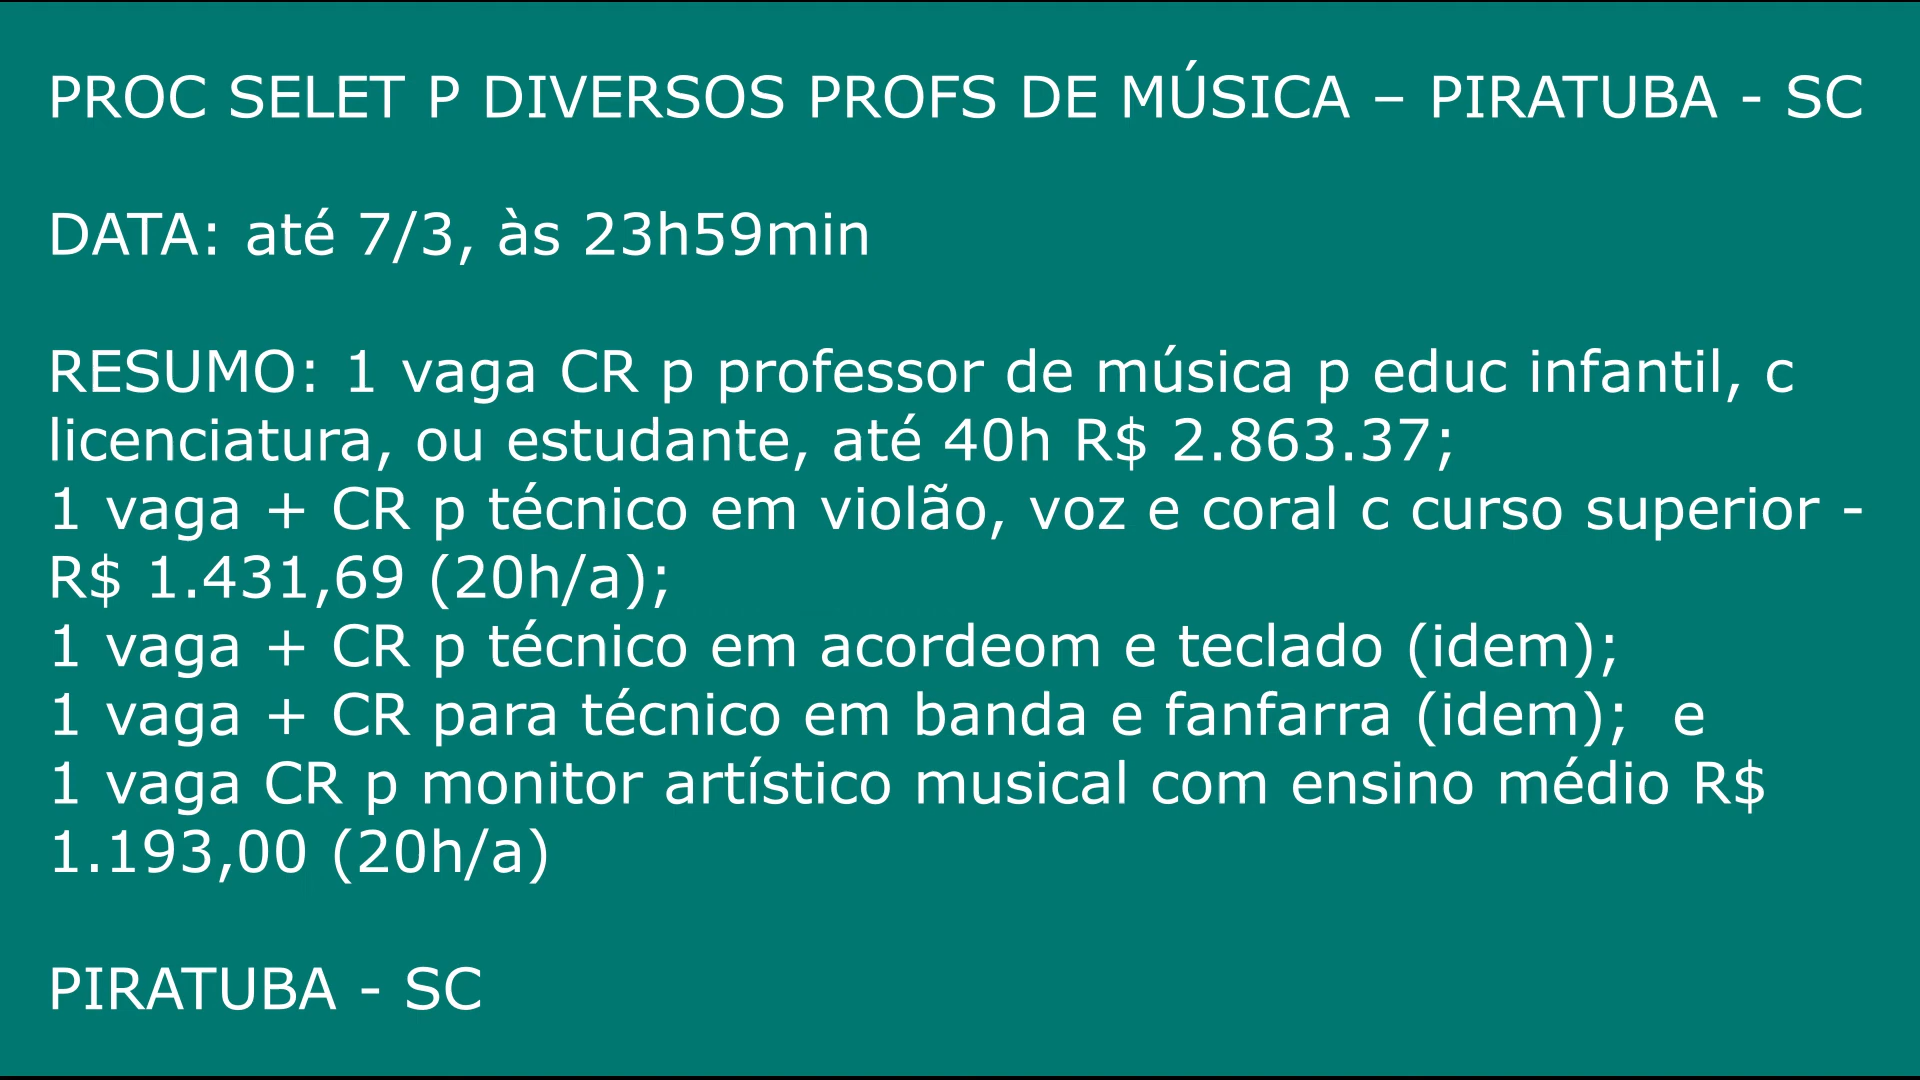 PROC SELET P DIVERSOS PROFS DE MÚSICA – PIRATUBA - SC
DATA: até 7/3, às 23h59min
RESUMO: 1 vaga CR p professor de música p educ infantil, c
licenciatura, ou estudante, até 40h R$ 2.863.37;
1 vaga + CR p técnico em violão, voz e coral c curso superior -
R$ 1.431,69 (20h/a);
1 vaga + CR p técnico em acordeom e teclado (idem);
1 vaga + CR para técnico em banda e fanfarra (idem);  e
1 vaga CR p monitor artístico musical com ensino médio R$
1.193,00 (20h/a)
PIRATUBA - SC